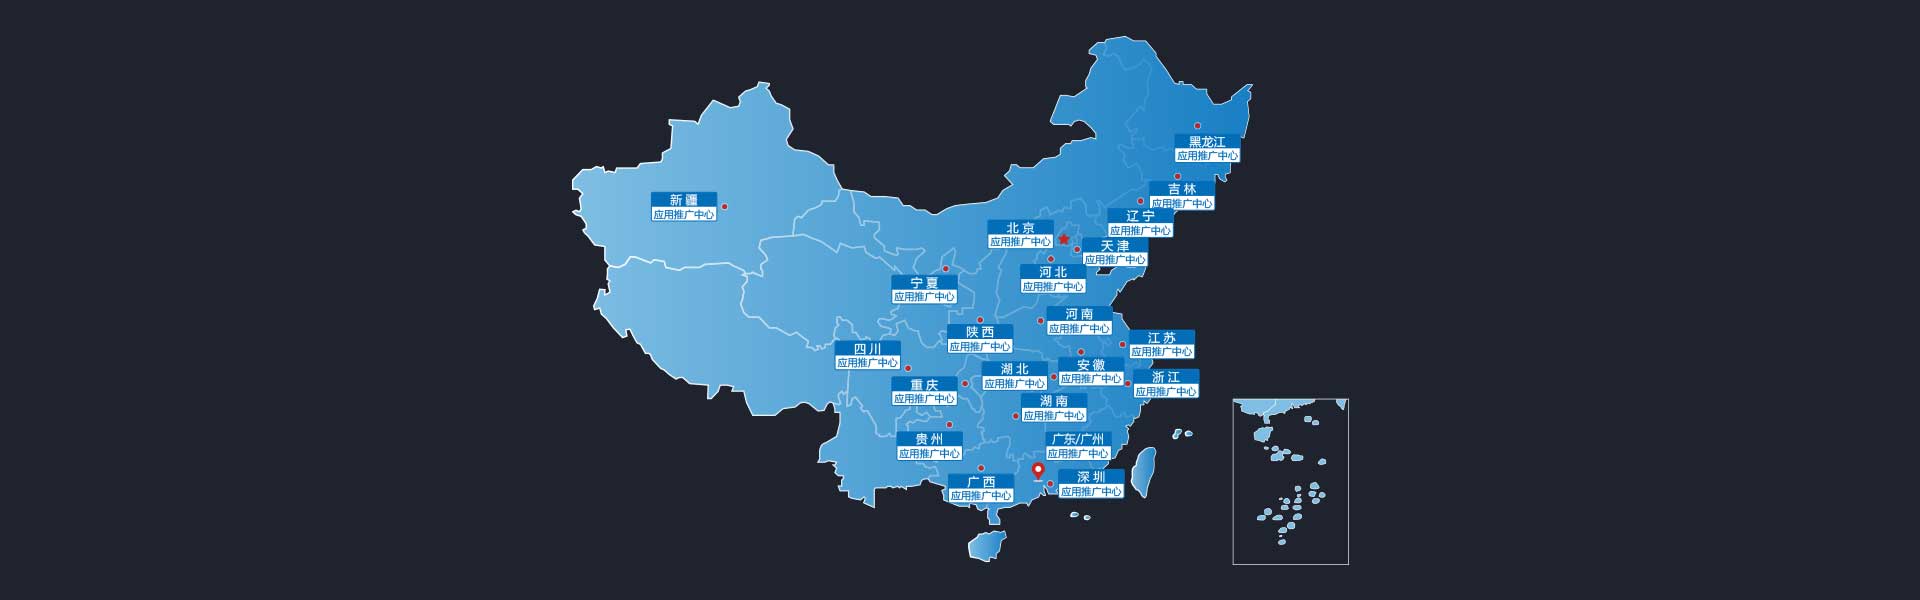 黑龙江
应用推广中心
吉林
应用推广中心
新疆
应用推广中心
辽宁
应用推广中心
北京
应用推广中心
天津
应用推广中心
河北
应用推广中心
宁夏
应用推广中心
河南
应用推广中心
陕西
应用推广中心
江苏
应用推广中心
四川
应用推广中心
安徽
应用推广中心
湖北
应用推广中心
浙江
应用推广中心
重庆
应用推广中心
湖南
应用推广中心
贵州
应用推广中心
广东/广州
应用推广中心
广西
应用推广中心
深圳
应用推广中心